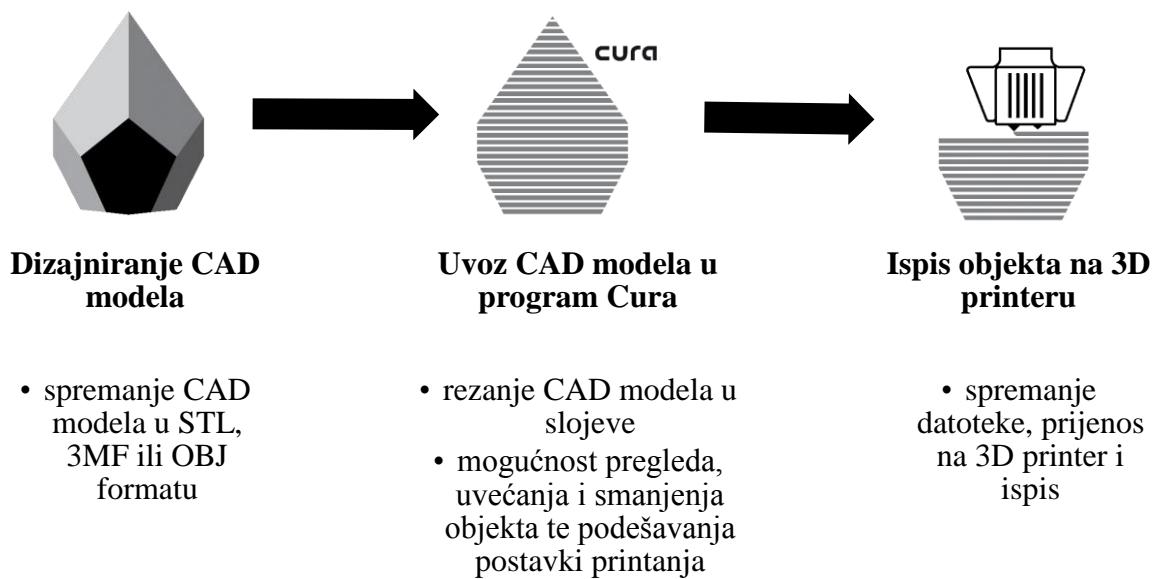 cura
Dizajniranje CAD
modela
• spremanje CAD
modela u STL,
3MF ili OBJ
formatu
Uvoz CAD modela u
program Cura
• rezanje CAD modela u
slojeve
• mogućnost pregleda,
uvećanja i smanjenja
objekta te podešavanja
postavki printanja
Ispis objekta na 3D
printeru
• spremanje
datoteke, prijenos
na 3D printer i
ispis